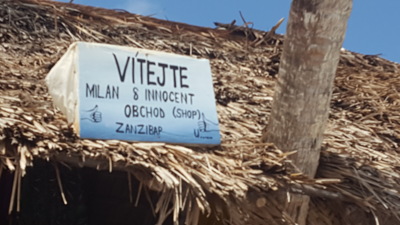 VÍTEJTE
MILAN & INNOCENT
OBCHOD (SHOP)
ZANZIBAR